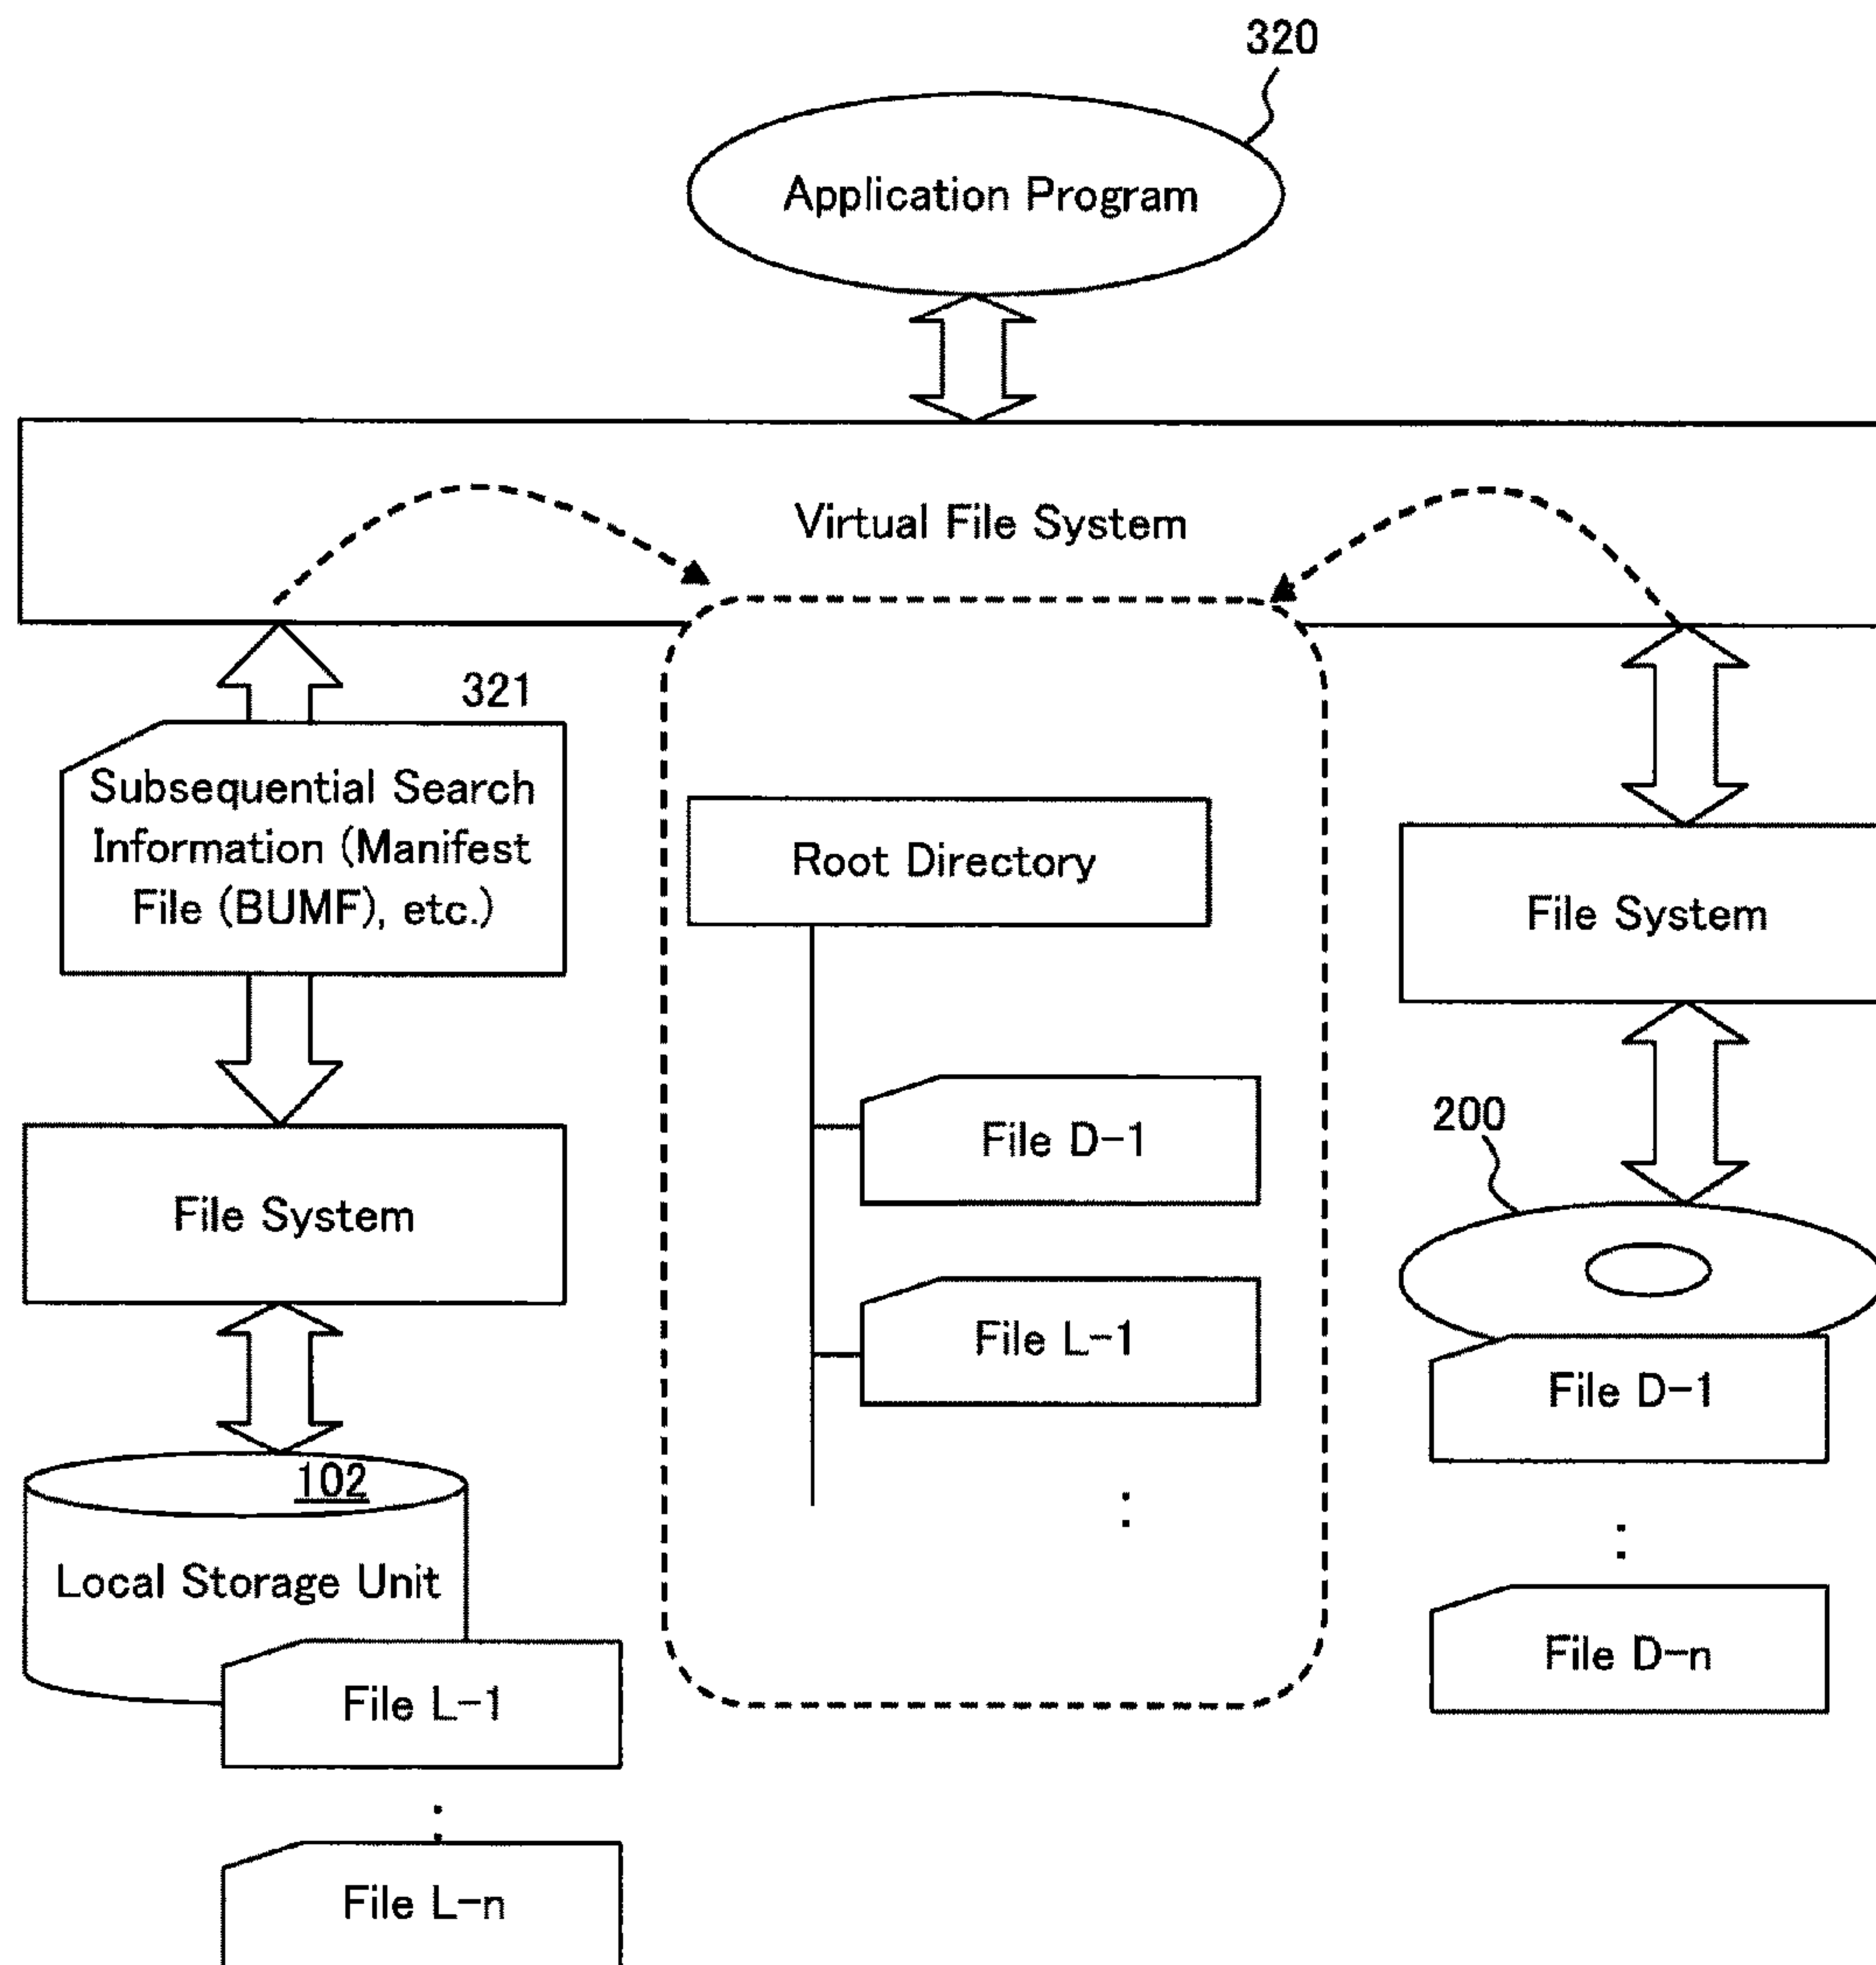 320
Application Program
Virtual File System
321
Subsequential Search
Information (Manifest
File (BUMF), etc.)
Root Directory
File System
File D-1
200
File System
File L-1
File D-1
102
Local Storage Unit
File D-n
File L-1
File L-n